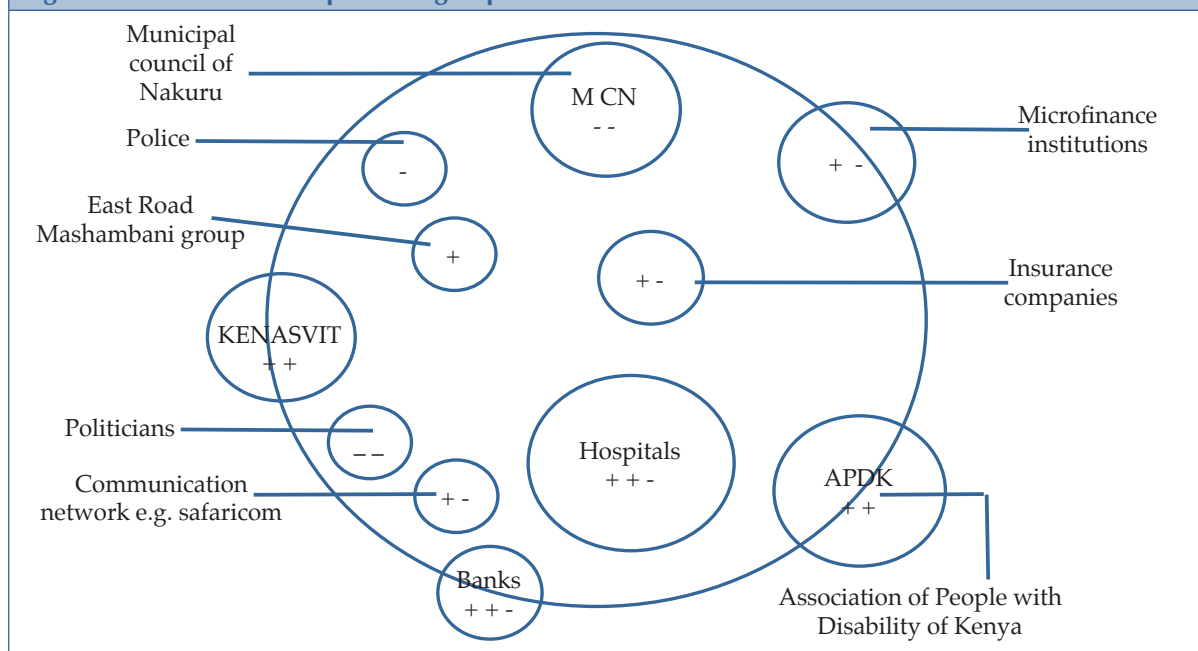 Municipal
council of
Nakuru
M CN
- -
Microfinance
institutions
Police
-
+ -
East Road
Mashambani group
+
+ -
Insurance
companies
KENASVIT
+ +
Politicians
– –
Hospitals
+ + -
APDK
+ +
Communication
network e.g. safaricom
+ -
Banks
+ + -
Association of People with
Disability of Kenya